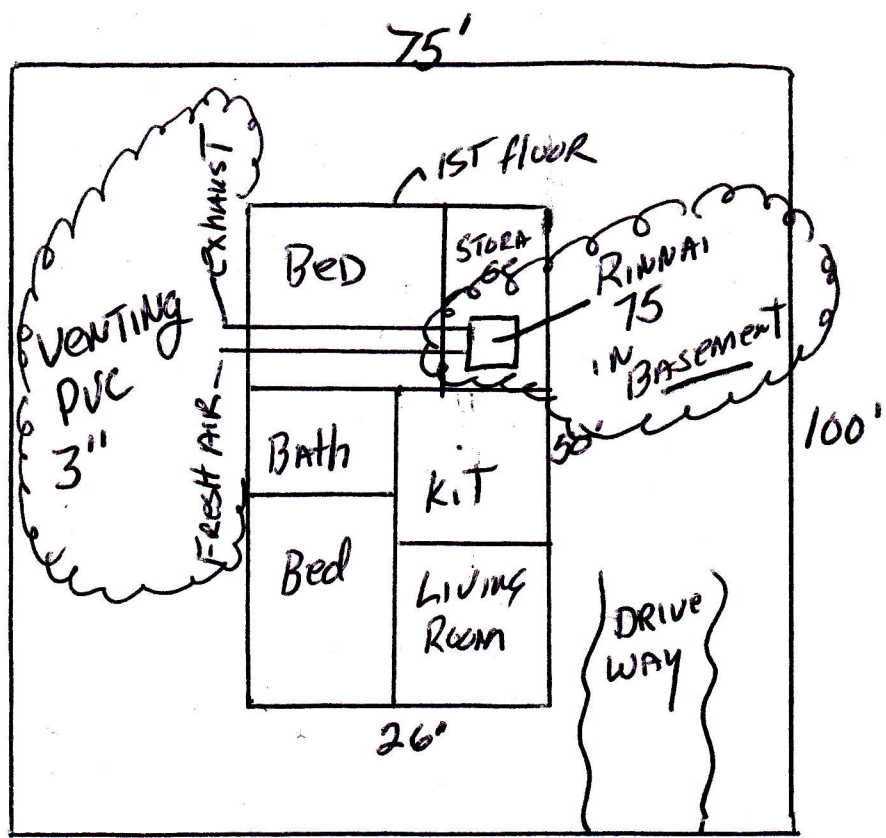 75'
1ST flOOR
EXHAUST
BeD
STORA
GE
RINNAI
75
IN
BASEMENT
VENTING
PVC
3"
FRESH AIR
BAth
KiT
50'
100'
Bed
LIVING
ROOM
DRIVE
WAY
26"